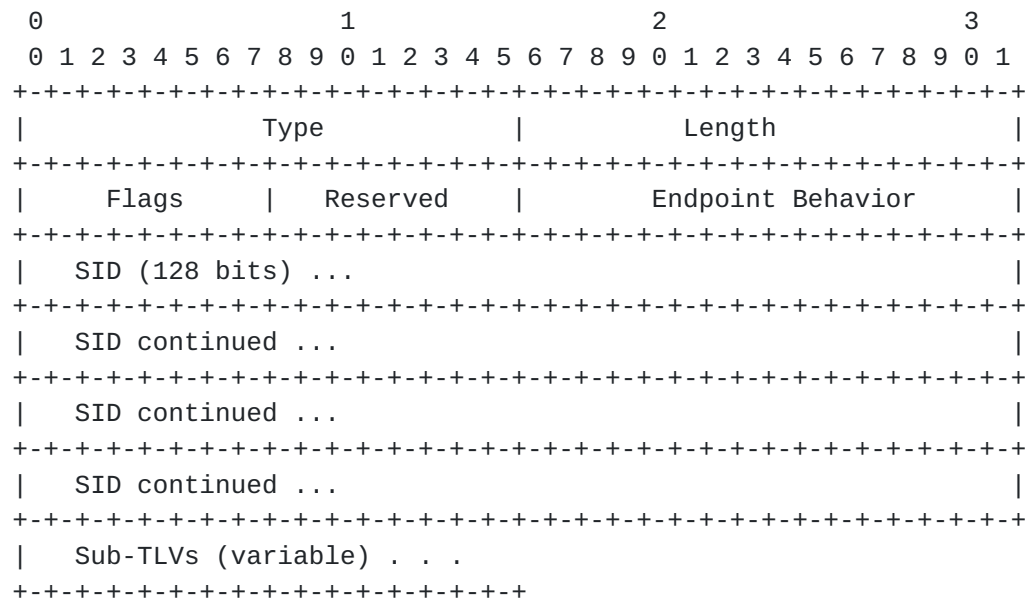 0                   1                   2                   3
 0 1 2 3 4 5 6 7 8 9 0 1 2 3 4 5 6 7 8 9 0 1 2 3 4 5 6 7 8 9 0 1
+-+-+-+-+-+-+-+-+-+-+-+-+-+-+-+-+-+-+-+-+-+-+-+-+-+-+-+-+-+-+-+-+
|               Type            |          Length               |
+-+-+-+-+-+-+-+-+-+-+-+-+-+-+-+-+-+-+-+-+-+-+-+-+-+-+-+-+-+-+-+-+
|     Flags     |   Reserved    |        Endpoint Behavior      |
+-+-+-+-+-+-+-+-+-+-+-+-+-+-+-+-+-+-+-+-+-+-+-+-+-+-+-+-+-+-+-+-+
|   SID (128 bits) ...                                          |
+-+-+-+-+-+-+-+-+-+-+-+-+-+-+-+-+-+-+-+-+-+-+-+-+-+-+-+-+-+-+-+-+
|   SID continued ...                                           |
+-+-+-+-+-+-+-+-+-+-+-+-+-+-+-+-+-+-+-+-+-+-+-+-+-+-+-+-+-+-+-+-+
|   SID continued ...                                           |
+-+-+-+-+-+-+-+-+-+-+-+-+-+-+-+-+-+-+-+-+-+-+-+-+-+-+-+-+-+-+-+-+
|   SID continued ...                                           |
+-+-+-+-+-+-+-+-+-+-+-+-+-+-+-+-+-+-+-+-+-+-+-+-+-+-+-+-+-+-+-+-+
|   Sub-TLVs (variable) . . .
+-+-+-+-+-+-+-+-+-+-+-+-+-+-+-+-+